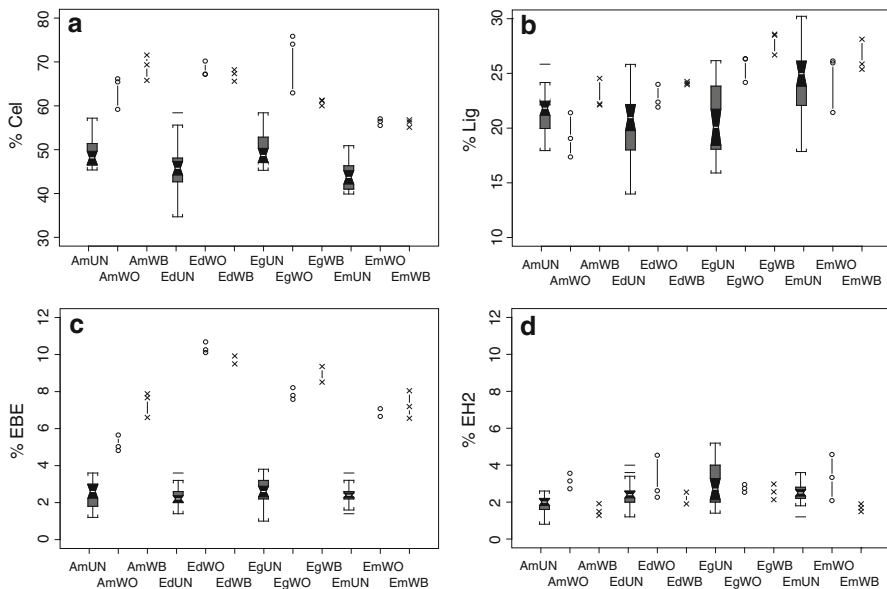 a
% Cel
80
70
60
50
40
30
AmUN AmWB EdWO EgUN EgWB EmWO
AmWO EdUN EdWB EgWO EmUN EmWB
b
% Lig
30
25
20
15
10
AmUN AmWB EdWO EgUN EgWB EmWO
AmWO EdUN EdWB EgWO EmUN EmWB
c
% EBE
12
10
8
6
4
2
0
AmUN AmWB EdWO EgUN EgWB EmWO
AmWO EdUN EdWB EgWO EmUN EmWB
d
% EH2
12
10
8
6
4
2
0
AmUN AmWB EdWO EgUN EgWB EmWO
AmWO EdUN EdWB EgWO EmUN EmWB